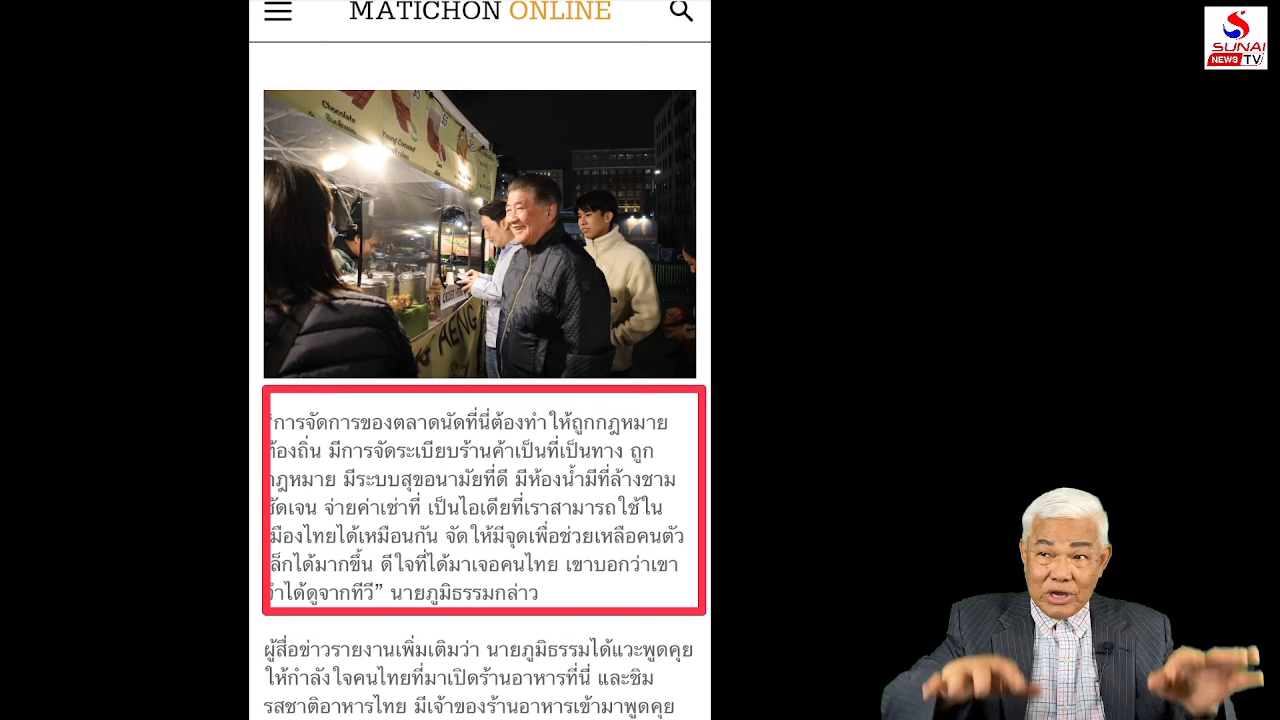 MATICHON ONLINE
SUNAI
NEWS TV
Chocolate
Young Coconut
$5
AENG
การจัดการของตลาดนัดที่นี่ต้องทำให้ถูกกฎหมาย
ท้องถิ่น มีการจัดระเบียบร้านค้าเป็นที่เป็นทาง ถูก
กฎหมาย มีระบบสุขอนามัยที่ดี มีห้องน้ำมีที่ล้างชาม
ชัดเจน จ่ายค่าเช่าที่ เป็นไอเดียที่เราสามารถใช้ใน
เมืองไทยได้เหมือนกัน จัดให้มีจุดเพื่อช่วยเหลือคนตัว
เล็กได้มากขึ้น ดีใจที่ได้มาเจอคนไทย เขาบอกว่าเขา
จำได้ดูจากทีวี” นายภูมิธรรมกล่าว
ผู้สื่อข่าวรายงานเพิ่มเติมว่า นายภูมิธรรมได้แวะพูดคุย
ให้กำลังใจคนไทยที่มาเปิดร้านอาหารที่นี่ และชิม
รสชาติอาหารไทย มีเจ้าของร้านอาหารเข้ามาพูดคุย